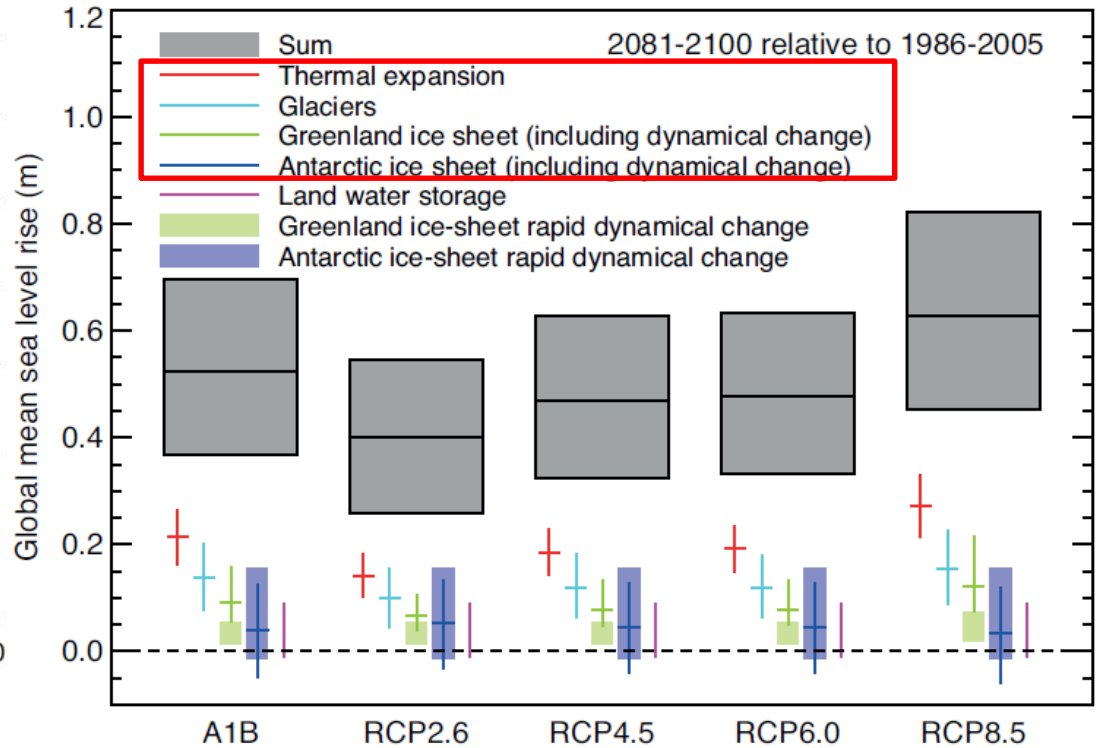 1.2
Sum
2081-2100 relative to 1986-2005
Thermal expansion
1.0
Glaciers
Greenland ice sheet (including dynamical change)
Antarctic ice sheet (including dynamical change)
Land water storage
0.8
Greenland ice-sheet rapid dynamical change
Antarctic ice-sheet rapid dynamical change
Global mean sea level rise (m)
0.6
0.4
0.2
0.0
0
A1B
RCP2.6
RCP4.5
RCP6.0
RCP8.5